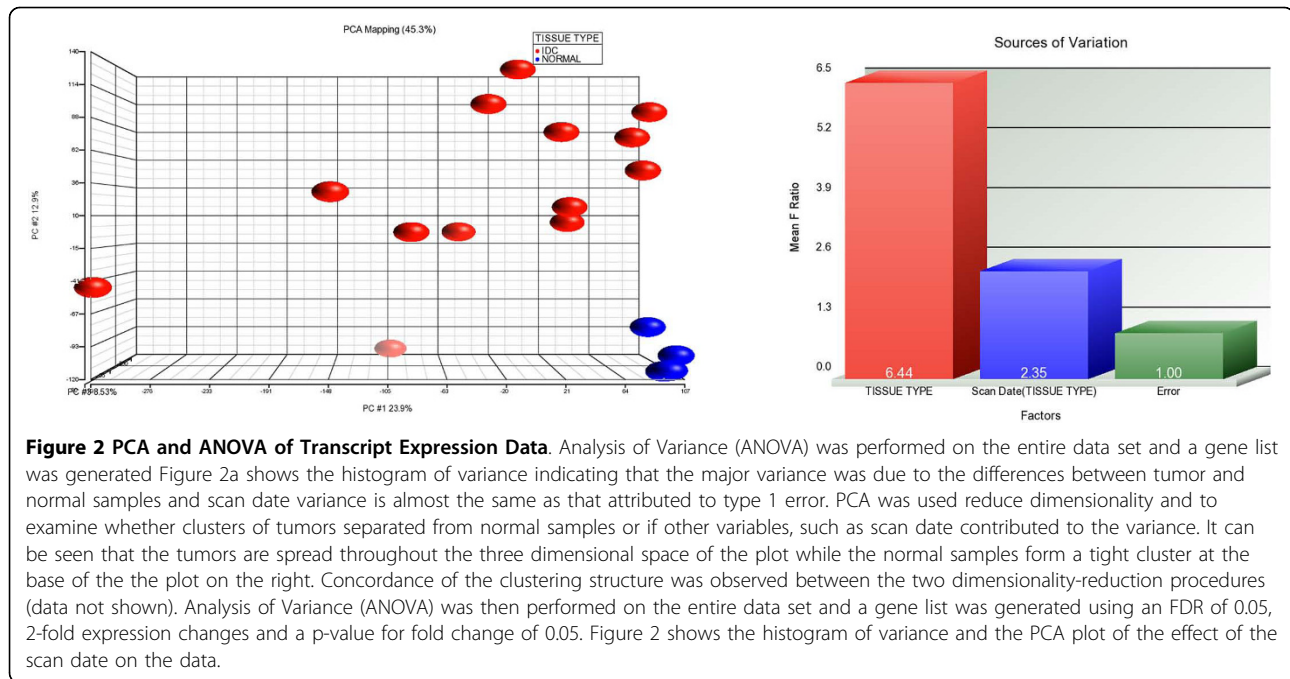 PCA Mapping (45.3%)
TISSUE TYPE
IDC
NORMAL
140
114
88
62
36
10
-15
-41
-67
-93
-120
PC #2 12.9%
-276
-233
-191
-148
-105
-63
-20
21
64
107
PC #1 23.9%
Sources of Variation
6.5
5.2
3.9
2.6
1.3
0.0
Mean F Ratio
6.44
2.35
1.00
TISSUE TYPE
Scan Date(TISSUE TYPE)
Error
Factors
Figure 2 PCA and ANOVA of Transcript Expression Data. Analysis of Variance (ANOVA) was performed on the entire data set and a gene list
was generated Figure 2a shows the histogram of variance indicating that the major variance was due to the differences between tumor and
normal samples and scan date variance is almost the same as that attributed to type 1 error. PCA was used reduce dimensionality and to
examine whether clusters of tumors separated from normal samples or if other variables, such as scan date contributed to the variance. It can
be seen that the tumors are spread throughout the three dimensional space of the plot while the normal samples form a tight cluster at the
base of the the plot on the right. Concordance of the clustering structure was observed between the two dimensionality-reduction procedures
(data not shown). Analysis of Variance (ANOVA) was then performed on the entire data set and a gene list was generated using an FDR of 0.05,
2-fold expression changes and a p-value for fold change of 0.05. Figure 2 shows the histogram of variance and the PCA plot of the effect of the
scan date on the data.